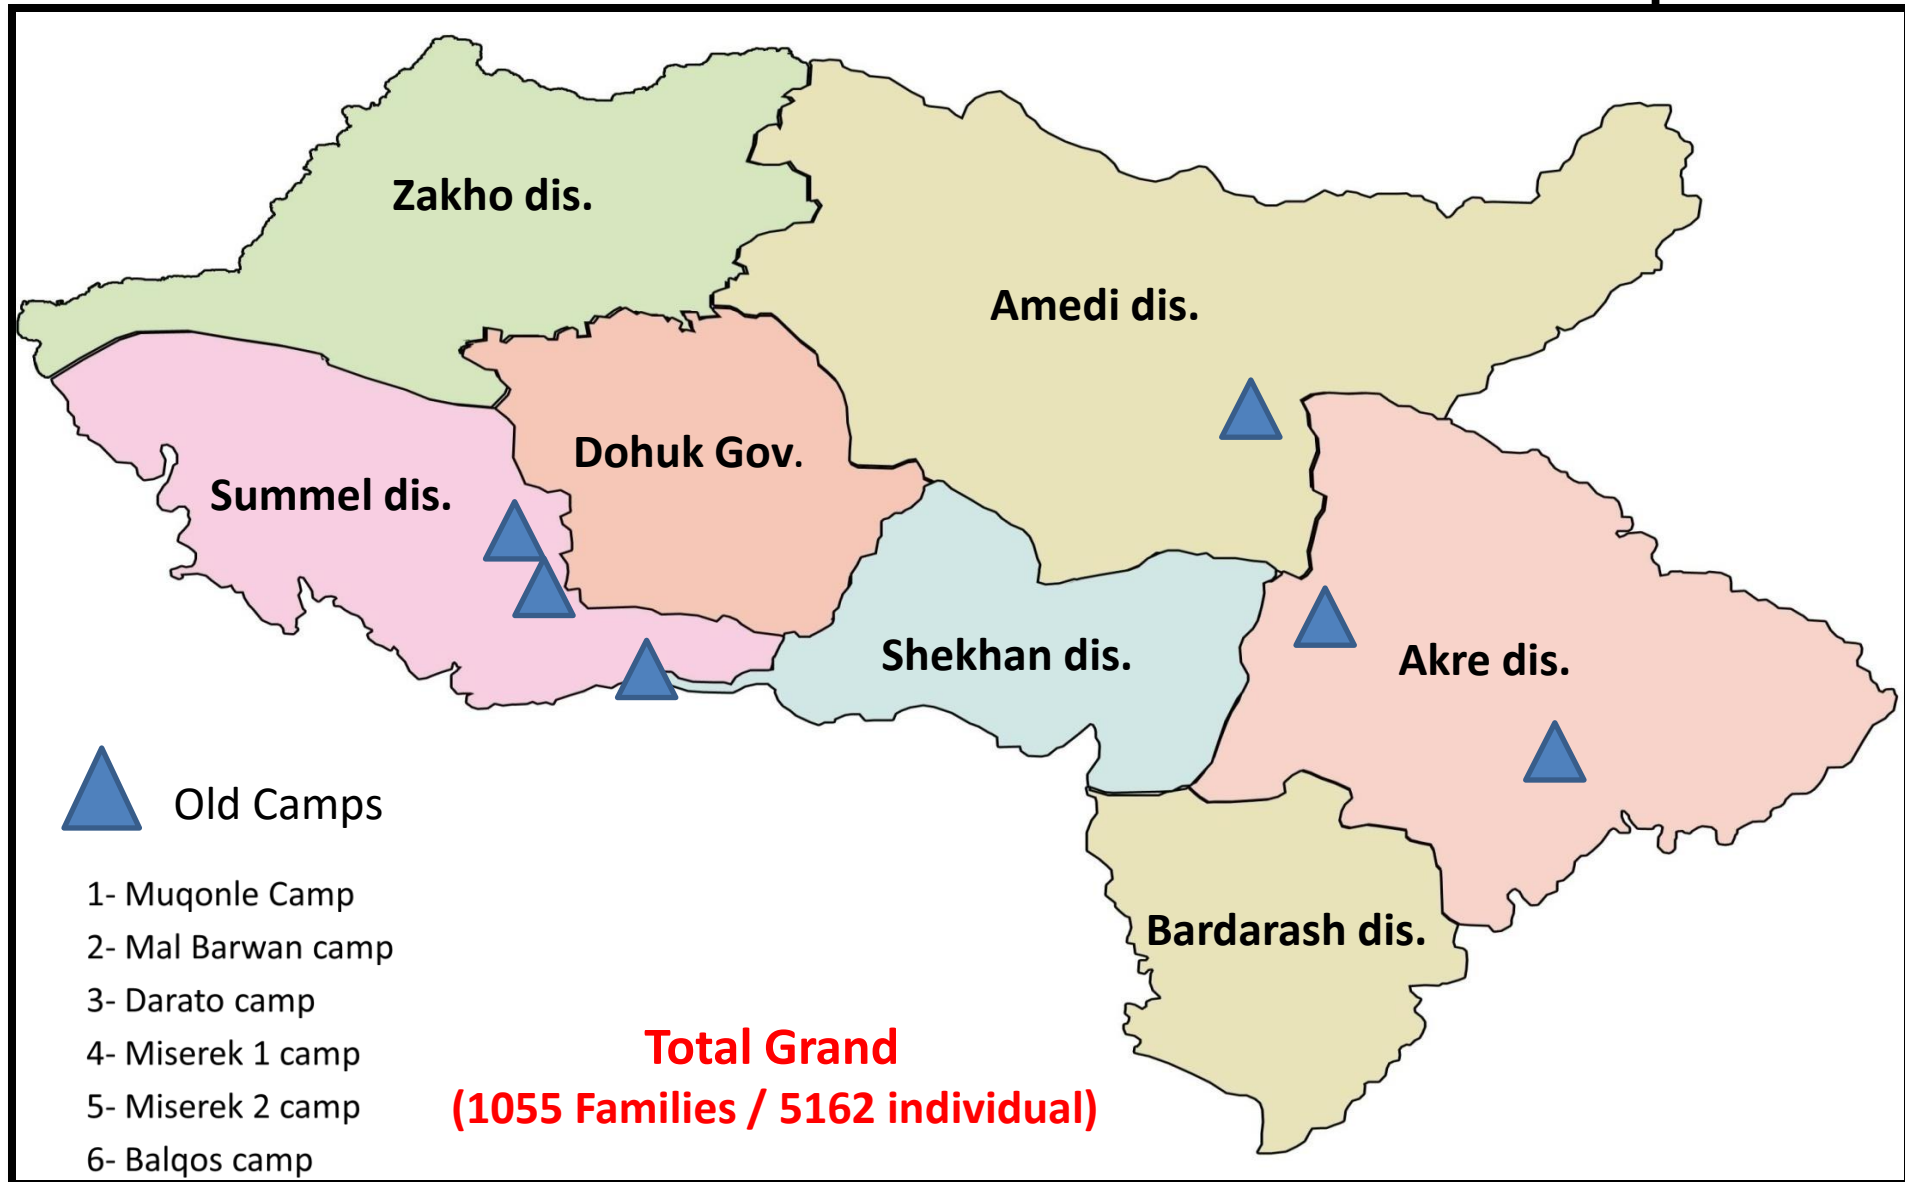 Zakho dis.
Amedi dis.
Dohuk Gov.
Summel dis.
Shekhan dis.
Akre dis.
Old Camps
1- Muqonle Camp
2- Mal Barwan camp
3- Darato camp
4- Miserek 1 camp
5- Miserek 2 camp
6- Balqos camp
Bardarash dis.
Total Grand
(1055 Families / 5162 individual)